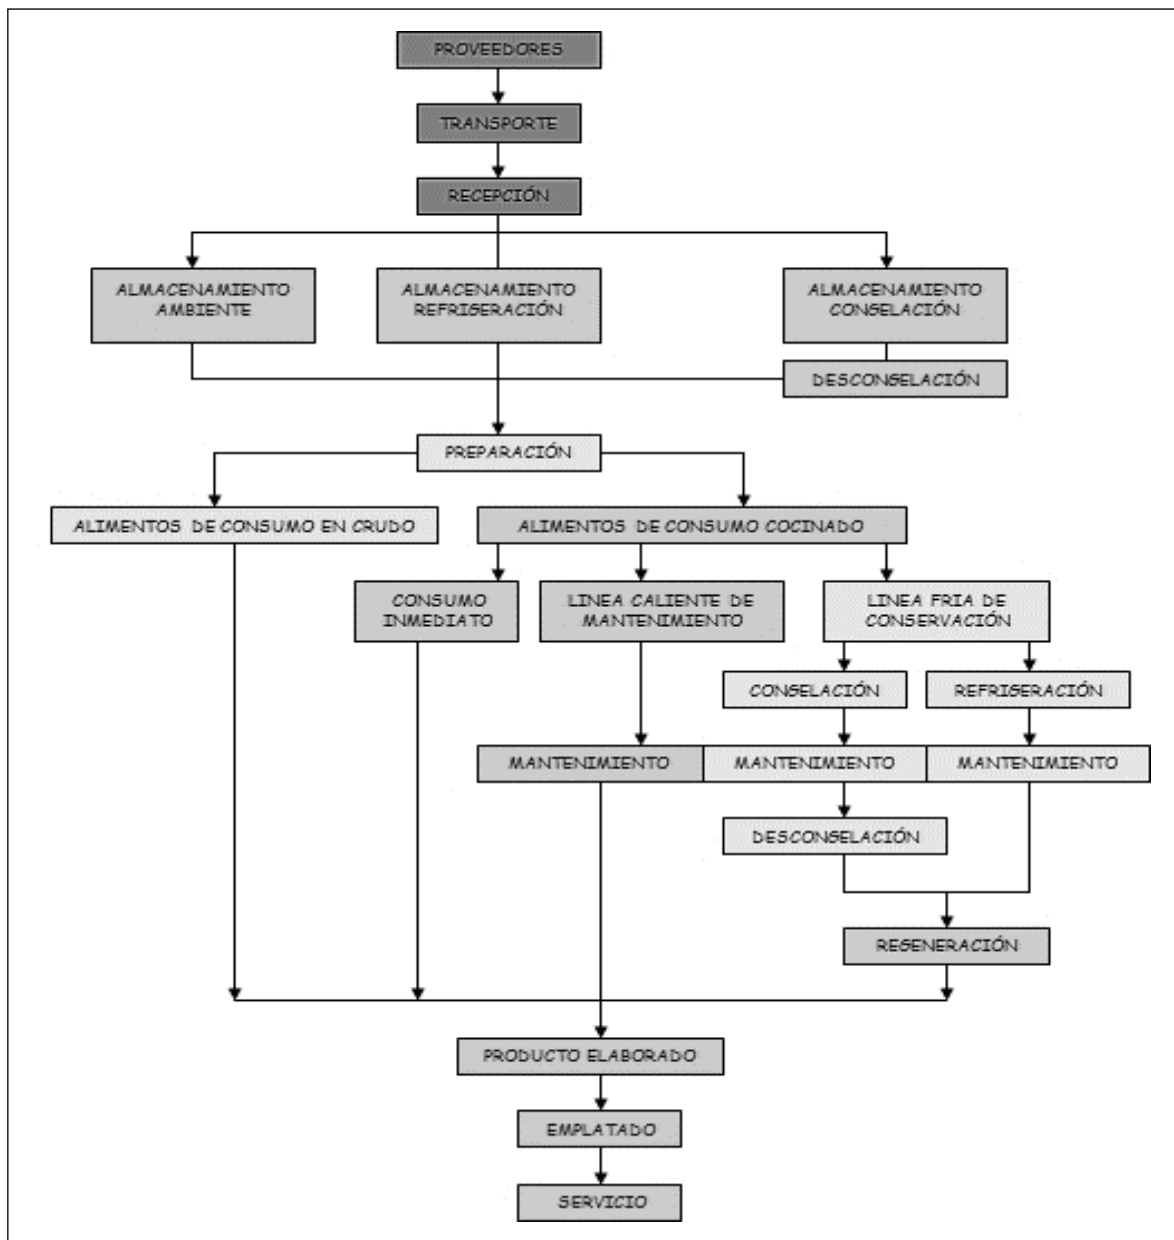 PROVEEDORES
TRANSPORTE
RECEPCIÓN
ALMACENAMIENTO
AMBIENTE
ALMACENAMIENTO
REFRIGERACIÓN
ALMACENAMIENTO
CONGELACIÓN
DESCONGELACIÓN
PREPARACIÓN
ALIMENTOS DE CONSUMO EN CRUDO
ALIMENTOS DE CONSUMO COCINADO
CONSUMO
INMEDIATO
LINEA CALIENTE DE
MANTENIMIENTO
LINEA FRIA DE
CONSERVACIÓN
CONGELACIÓN
REFRIGERACIÓN
MANTENIMIENTO
MANTENIMIENTO
MANTENIMIENTO
DESCONGELACIÓN
REGENERACIÓN
PRODUCTO ELABORADO
EMPLATADO
SERVICIO